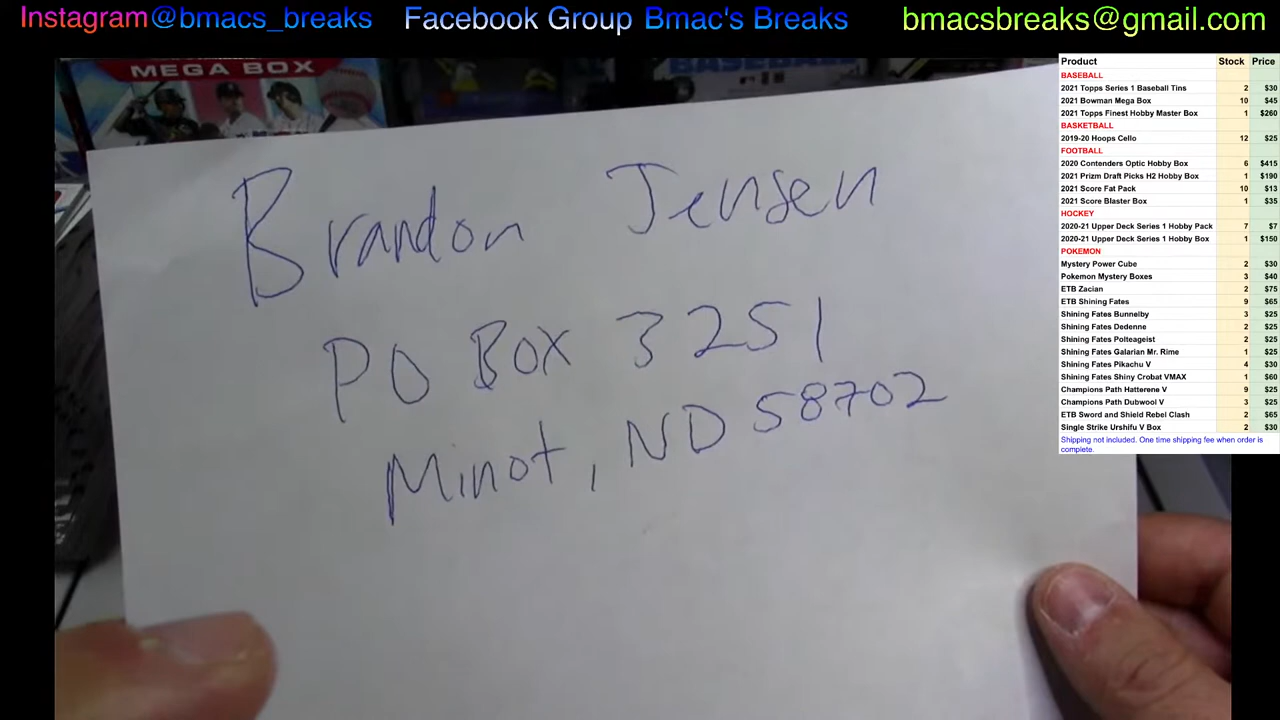 Instagram@bmacs_breaks Facebook Group Bmac's Breaks bmacsbreaks@gmail.com
MEGA BOX
Brandon Jensen
PO Box 3251
Minot, ND 58702
Product Stock Price
BASEBALL
2021 Topps Series 1 Baseball Tins 2 $30
2021 Bowman Mega Box 10 $45
2021 Topps Finest Hobby Master Box 1 $260
BASKETBALL
2019-20 Hoops Cello 12 $25
FOOTBALL
2020 Contenders Optic Hobby Box 6 $415
2021 Prizm Draft Picks H2 Hobby Box 1 $190
2021 Score Fat Pack 10 $13
2021 Score Blaster Box 1 $35
HOCKEY
2020-21 Upper Deck Series 1 Hobby Pack 7 $7
2020-21 Upper Deck Series 1 Hobby Box 1 $150
POKEMON
Mystery Power Cube 2 $30
Pokemon Mystery Boxes 3 $40
ETB Zacian 2 $75
ETB Shining Fates 9 $65
Shining Fates Bunnelby 3 $25
Shining Fates Dedenne 2 $25
Shining Fates Polteageist 2 $25
Shining Fates Galarian Mr. Rime 1 $25
Shining Fates Pikachu V 4 $30
Shining Fates Shiny Crobat VMAX 1 $60
Champions Path Hatterene V 9 $25
Champions Path Dubwool V 3 $25
ETB Sword and Shield Rebel Clash 2 $65
Single Strike Urshifu V Box 2 $30
Shipping not included. One time shipping fee when order is
complete.